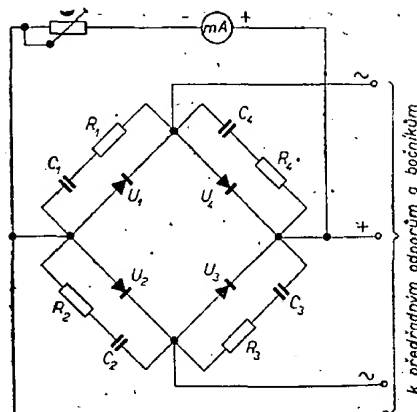 - mA +
~
C₄
R₁
R₄
C₁
U₁
U₄
+
U₂
U₃
R₂
C₃
C₂
R₃
~
k předřadným odporům a bočníkům